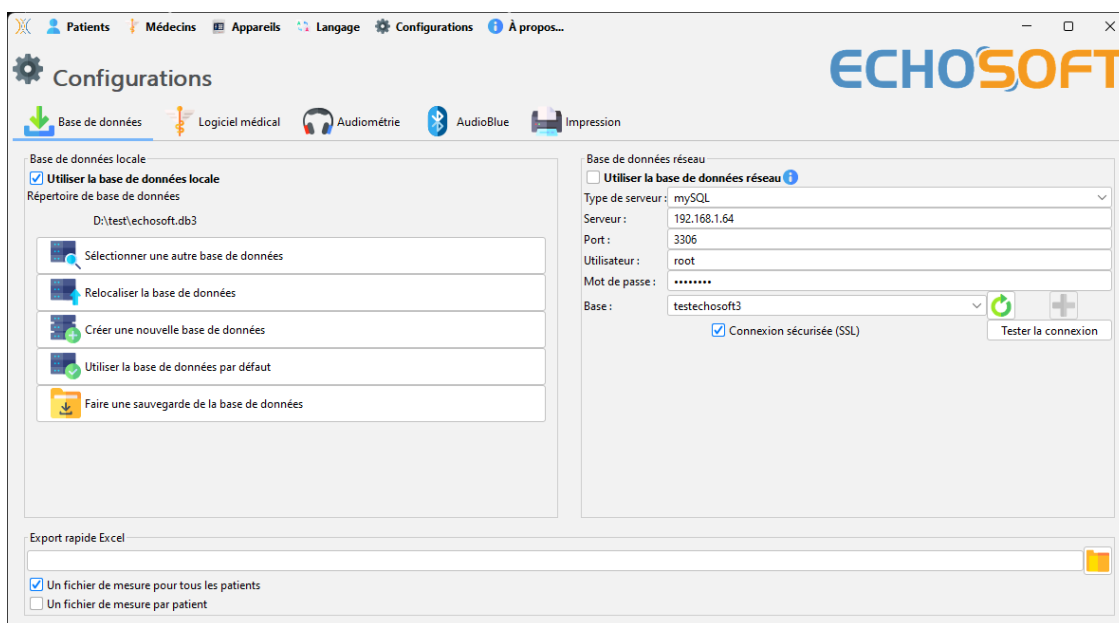 Patients Médecins Appareils Langage Configurations À propos...
Configurations
ECHOSOFT
Base de données Logiciel médical Audiométrie AudioBlue Impression
Base de données locale
Utiliser la base de données locale
Répertoire de base de données
D:\test\echosoft.db3
Sélectionner une autre base de données
Relocaliser la base de données
Créer une nouvelle base de données
Utiliser la base de données par défaut
Faire une sauvegarde de la base de données
Base de données réseau
Utiliser la base de données réseau
Type de serveur : mySQL
Serveur : 192.168.1.64
Port : 3306
Utilisateur : root
Mot de passe : ••••••••
Base : testechosoft3
Connexion sécurisée (SSL) Tester la connexion
Export rapide Excel
Un fichier de mesure pour tous les patients
Un fichier de mesure par patient